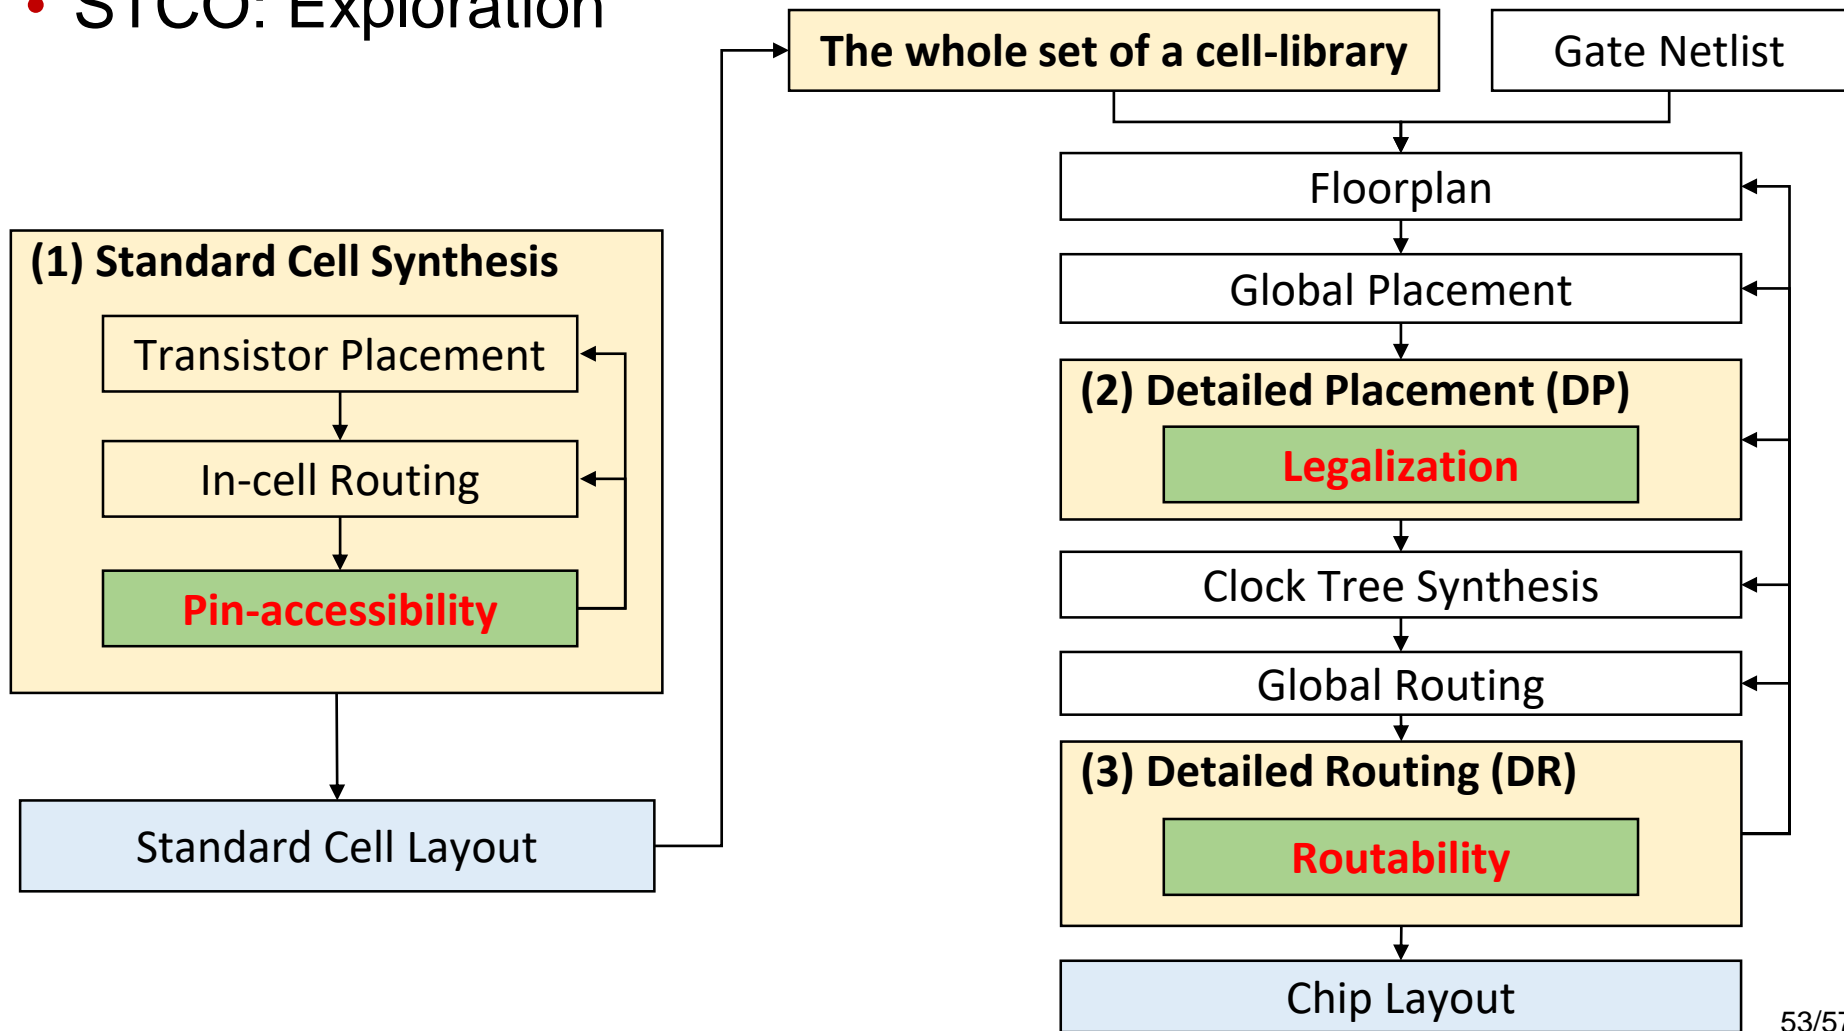 • STCO: Exploration
The whole set of a cell-library
Gate Netlist
Floorplan
(1) Standard Cell Synthesis
Global Placement
Transistor Placement
(2) Detailed Placement (DP)
Legalization
In-cell Routing
Clock Tree Synthesis
Pin-accessibility
Global Routing
(3) Detailed Routing (DR)
Standard Cell Layout
Routability
Chip Layout
53/57